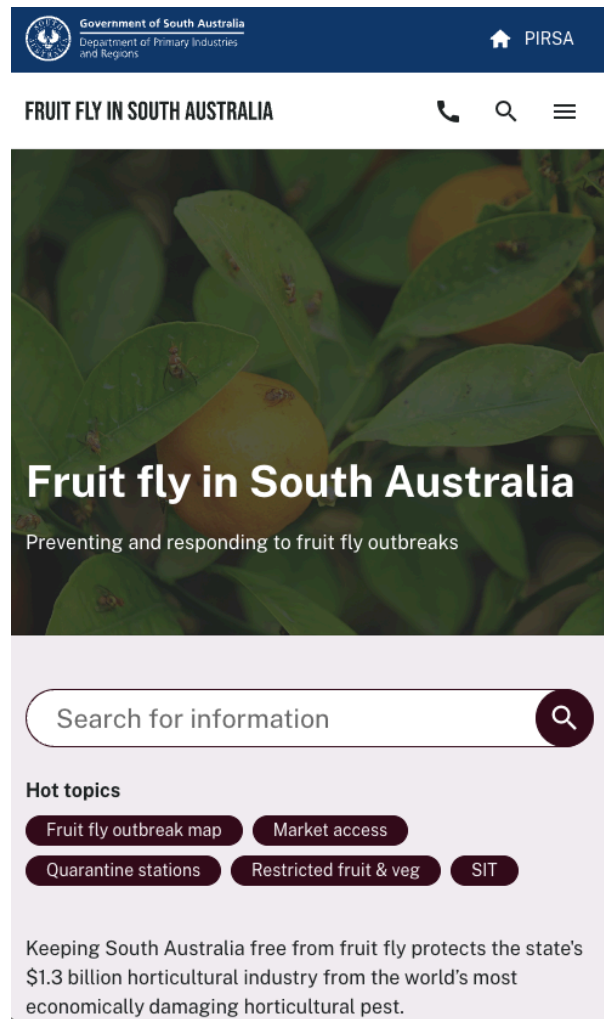 Government of South Australia
Department of Primary Industries
and Regions
PIRSA
FRUIT FLY IN SOUTH AUSTRALIA
Fruit fly in South Australia
Preventing and responding to fruit fly outbreaks
Search for information
Hot topics
Fruit fly outbreak map
Market access
Quarantine stations
Restricted fruit & veg
SIT
Keeping South Australia free from fruit fly protects the state's
$1.3 billion horticultural industry from the world’s most
economically damaging horticultural pest.